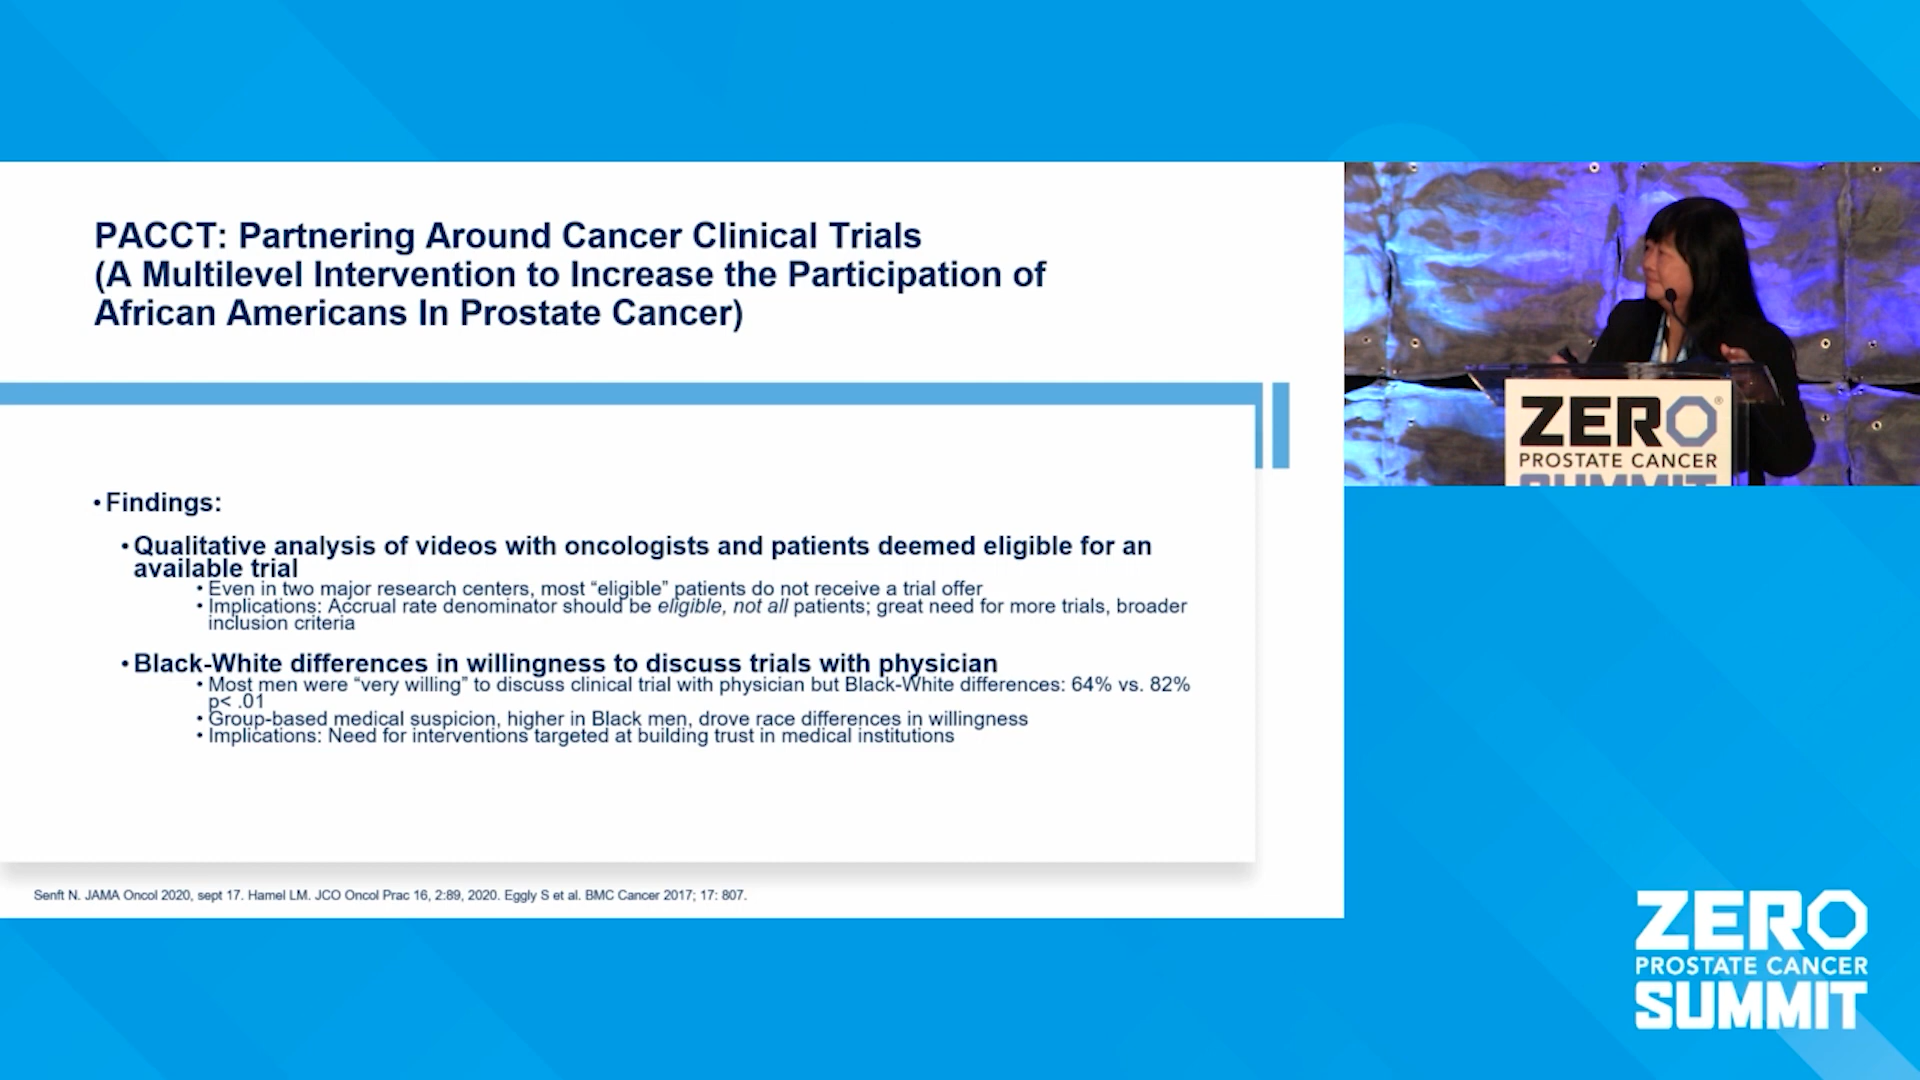 PACCT: Partnering Around Cancer Clinical Trials
(A Multilevel Intervention to Increase the Participation of
African Americans In Prostate Cancer)
• Findings:
• Qualitative analysis of videos with oncologists and patients deemed eligible for an
available trial
• Even in two major research centers, most “eligible” patients do not receive a trial offer
• Implications: Accrual rate denominator should be eligible, not all patients; great need for more trials, broader
inclusion criteria
• Black-White differences in willingness to discuss trials with physician
• Most men were “very willing” to discuss clinical trial with physician but Black-White differences: 64% vs. 82%
p< .01
• Group-based medical suspicion, higher in Black men, drove race differences in willingness
• Implications: Need for interventions targeted at building trust in medical institutions
Senft N. JAMA Oncol 2020, sept 17. Hamel LM. JCO Oncol Prac 16, 2:89, 2020. Eggly S et al. BMC Cancer 2017; 17: 807.
ZERO®
PROSTATE CANCER
SUMMIT
ZERO
PROSTATE CANCER
SUMMIT